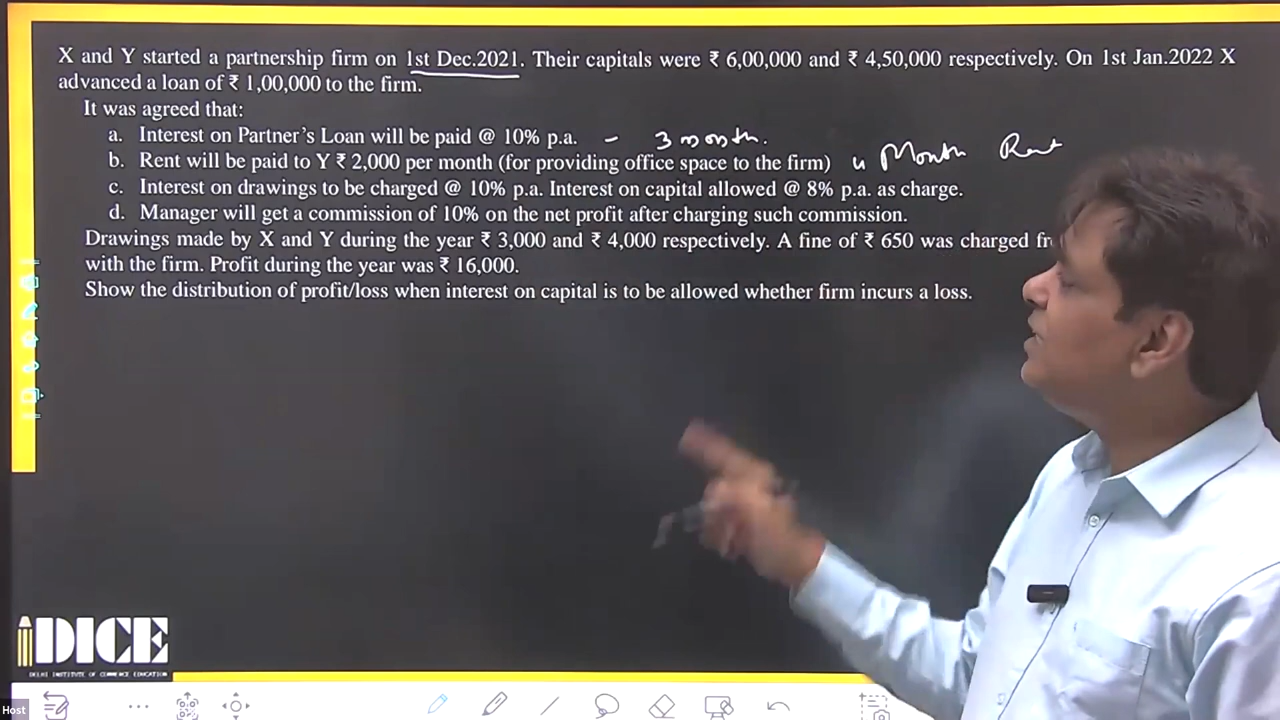 X and Y started a partnership firm on 1st Dec.2021. Their capitals were ₹ 6,00,000 and ₹ 4,50,000 respectively. On 1st Jan.2022 X
advanced a loan of ₹ 1,00,000 to the firm.
It was agreed that:
a. Interest on Partner's Loan will be paid @ 10% p.a. – 3 month.
b. Rent will be paid to Y ₹ 2,000 per month (for providing office space to the firm) 4 Month Rent
c. Interest on drawings to be charged @ 10% p.a. Interest on capital allowed @ 8% p.a. as charge.
d. Manager will get a commission of 10% on the net profit after charging such commission.
Drawings made by X and Y during the year ₹ 3,000 and ₹ 4,000 respectively. A fine of ₹ 650 was charged
with the firm. Profit during the year was ₹ 16,000.
Show the distribution of profit/loss when interest on capital is to be allowed whether firm incurs a loss.
DICE
DELHI INSTITUTE OF COMMERCE EDUCATION
Host